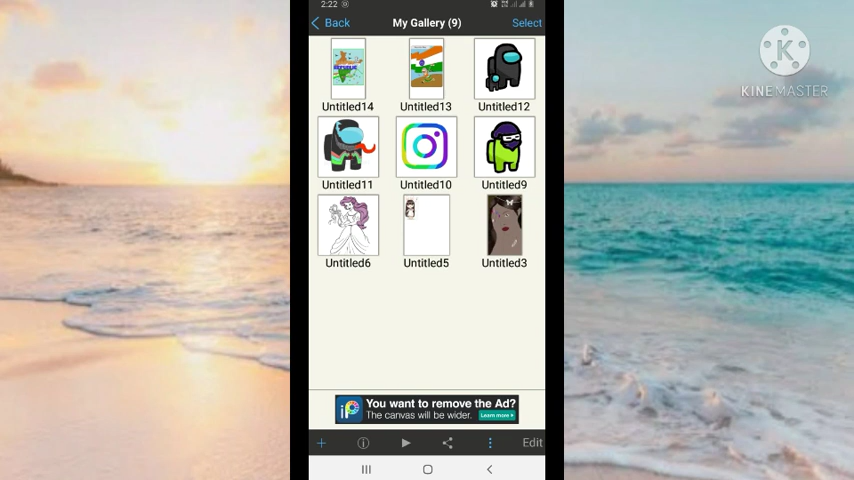 2:22
Back
My Gallery (9)
Select
Untitled14
Untitled13
Untitled12
Untitled11
Untitled10
Untitled9
Untitled6
Untitled5
Untitled3
You want to remove the Ad?
The canvas will be wider.
Learn more
Edit
K
KINEMASTER